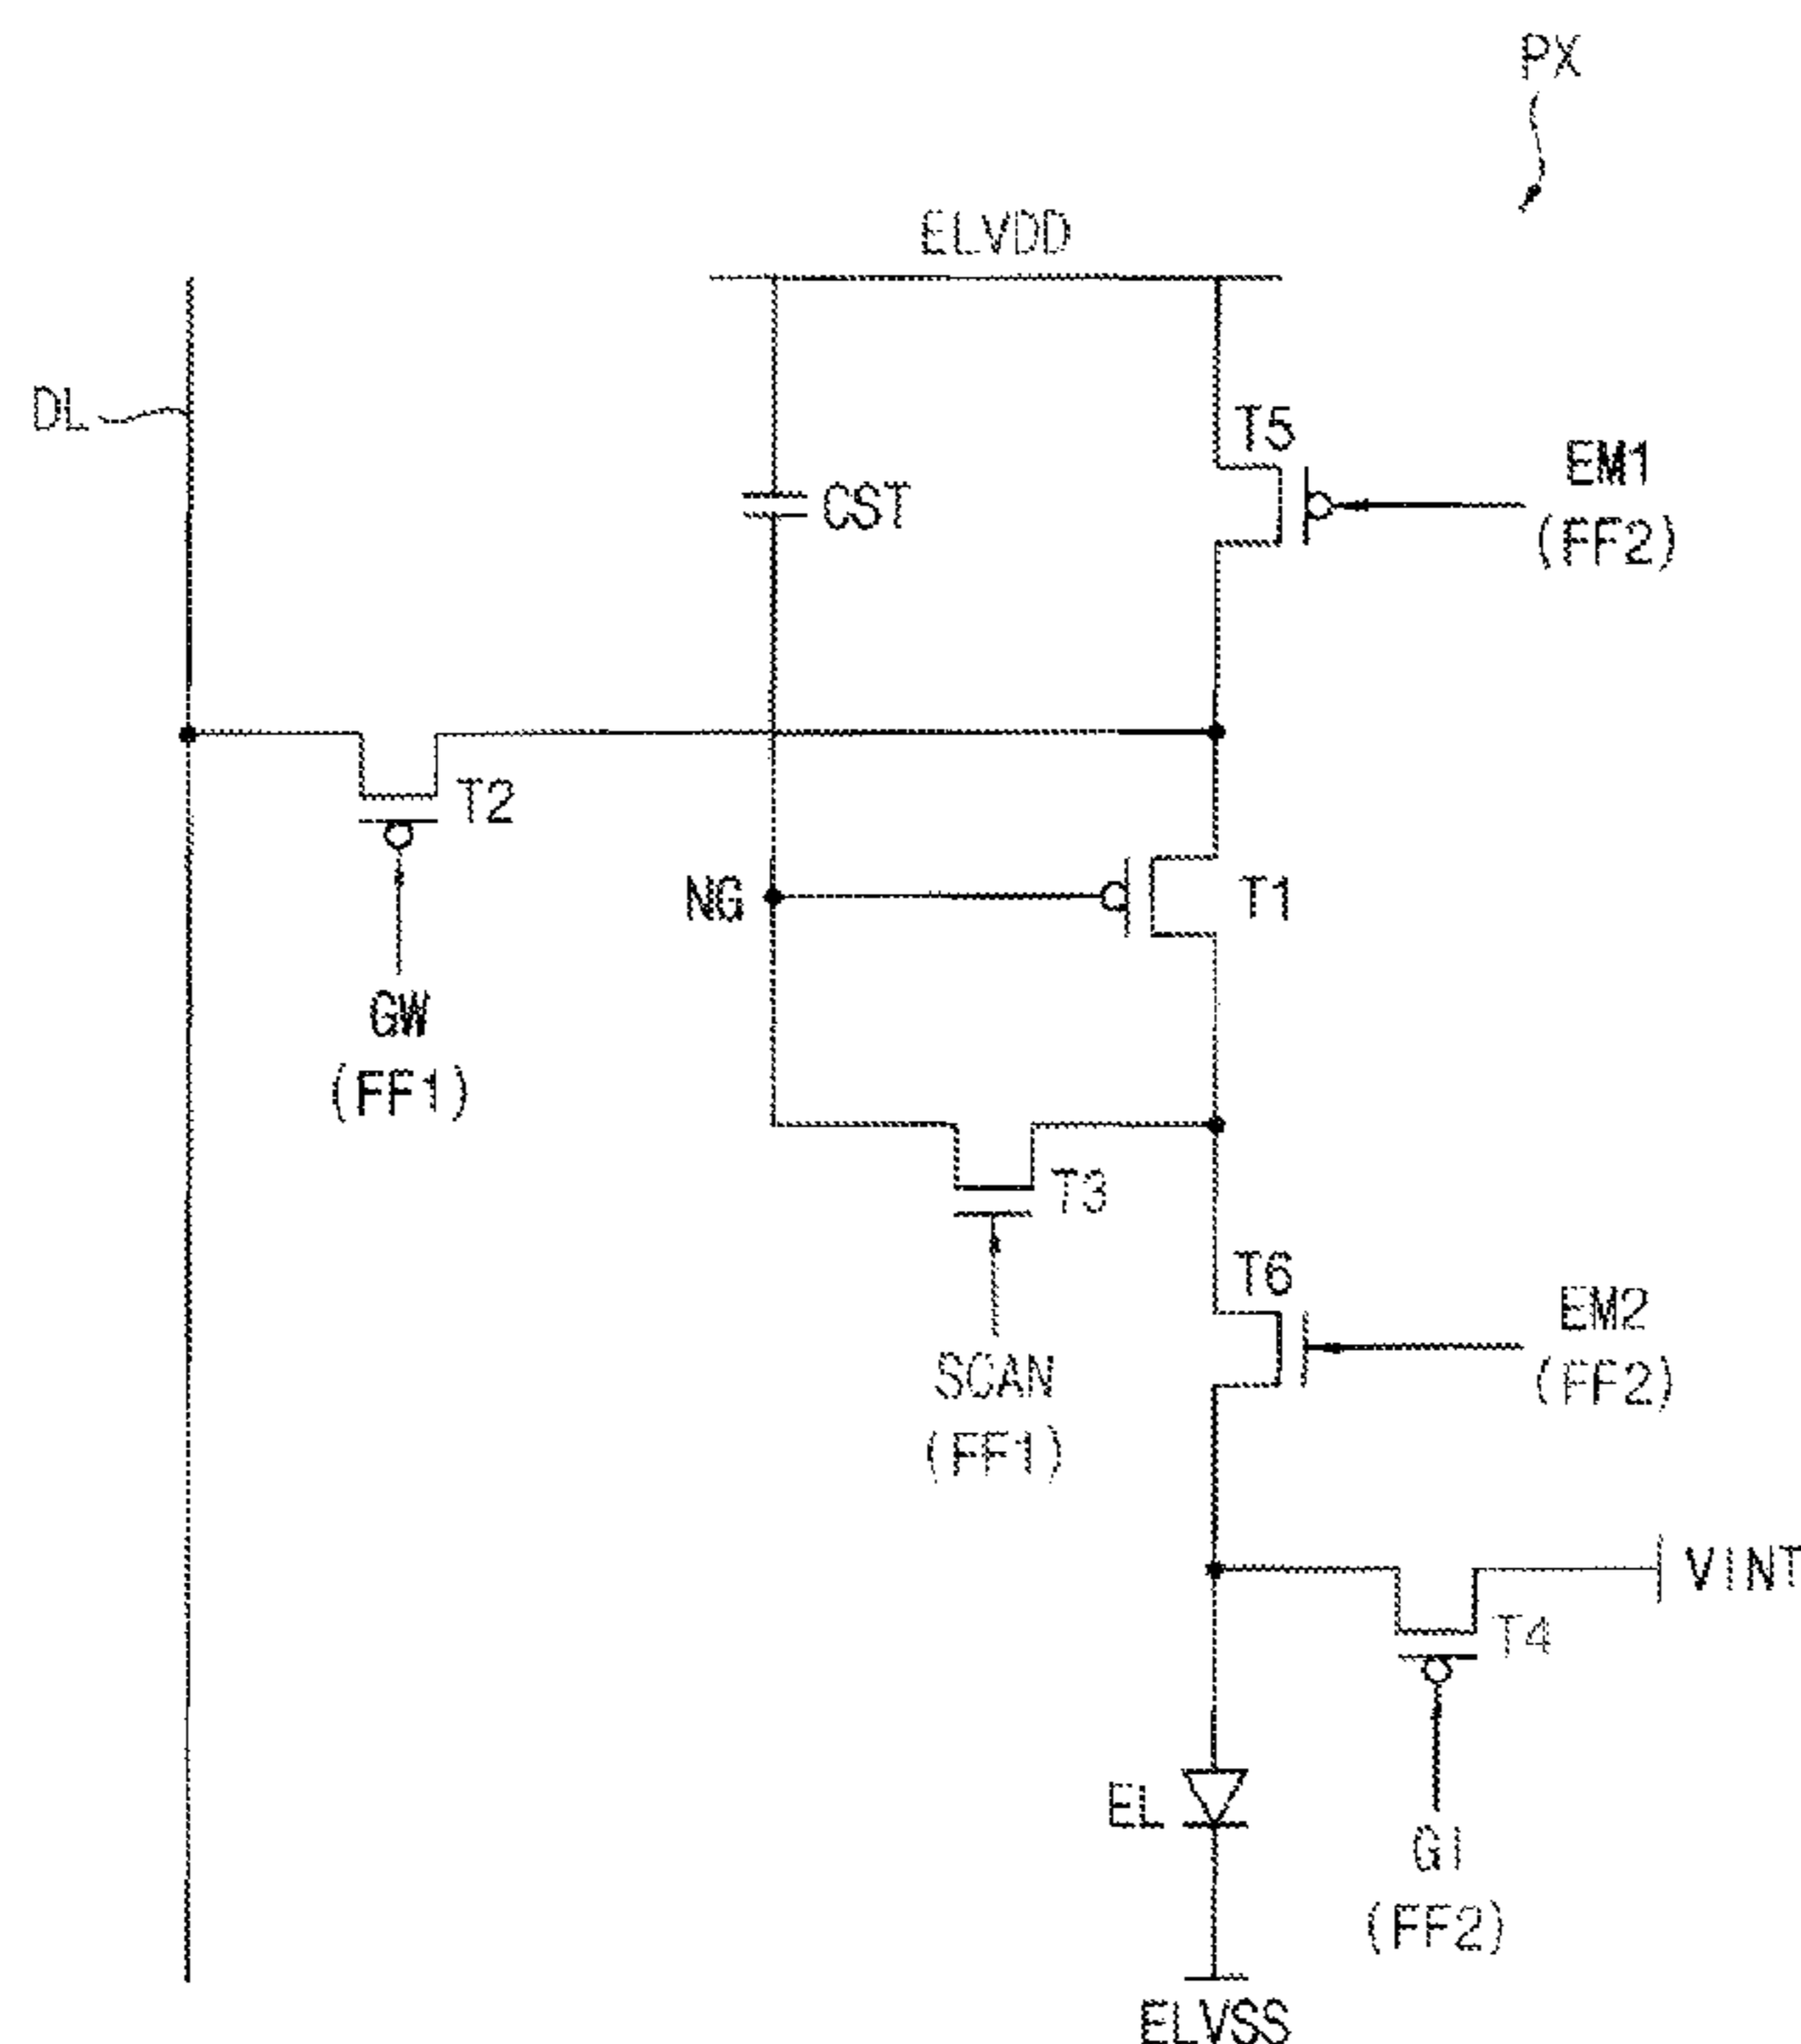 PX
ELVDD
DL
T5
EM1
(FF2)
CST
T2
NG
T1
GW
(FF1)
T3
T6
EM2
(FF2)
SCAN
(FF1)
VINT
T4
EL
GI
(FF2)
ELVSS